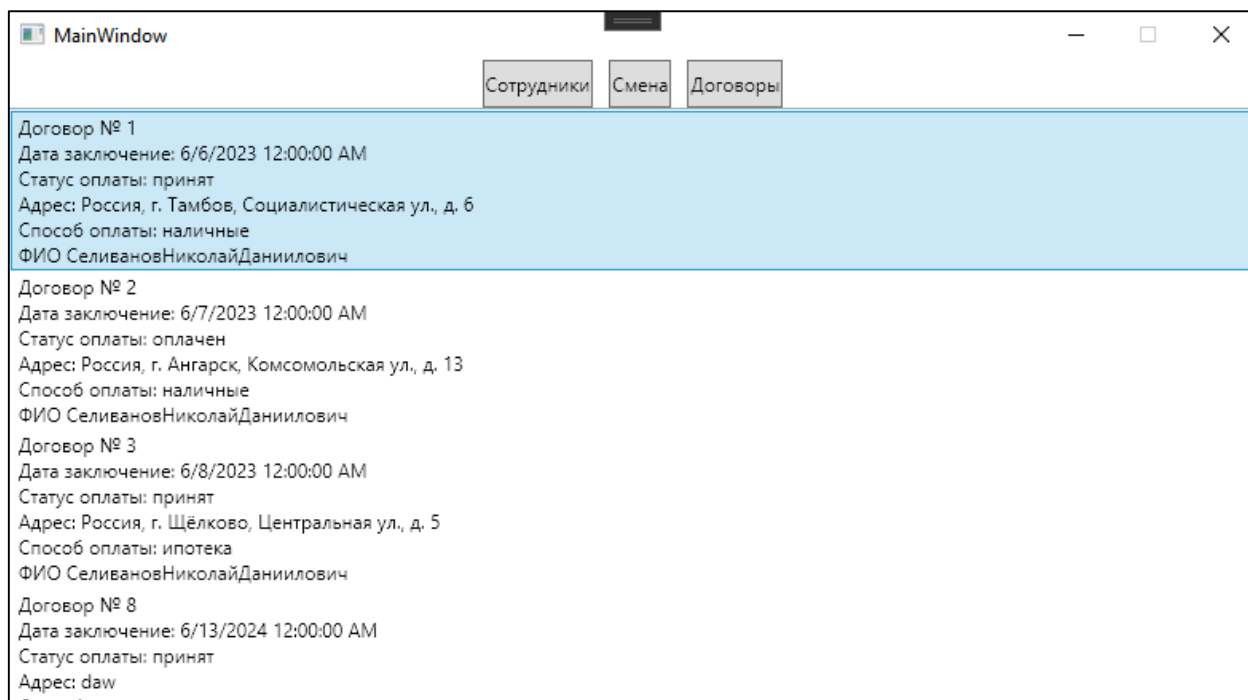 MainWindow
Сотрудники Смена Договоры
Договор № 1
Дата заключение: 6/6/2023 12:00:00 AM
Статус оплаты: принят
Адрес: Россия, г. Тамбов, Социалистическая ул., д. 6
Способ оплаты: наличные
ФИО СеливановНиколайДаниилович
Договор № 2
Дата заключение: 6/7/2023 12:00:00 AM
Статус оплаты: оплачен
Адрес: Россия, г. Ангарск, Комсомольская ул., д. 13
Способ оплаты: наличные
ФИО СеливановНиколайДаниилович
Договор № 3
Дата заключение: 6/8/2023 12:00:00 AM
Статус оплаты: принят
Адрес: Россия, г. Щёлково, Центральная ул., д. 5
Способ оплаты: ипотека
ФИО СеливановНиколайДаниилович
Договор № 8
Дата заключение: 6/13/2024 12:00:00 AM
Статус оплаты: принят
Адрес: daw